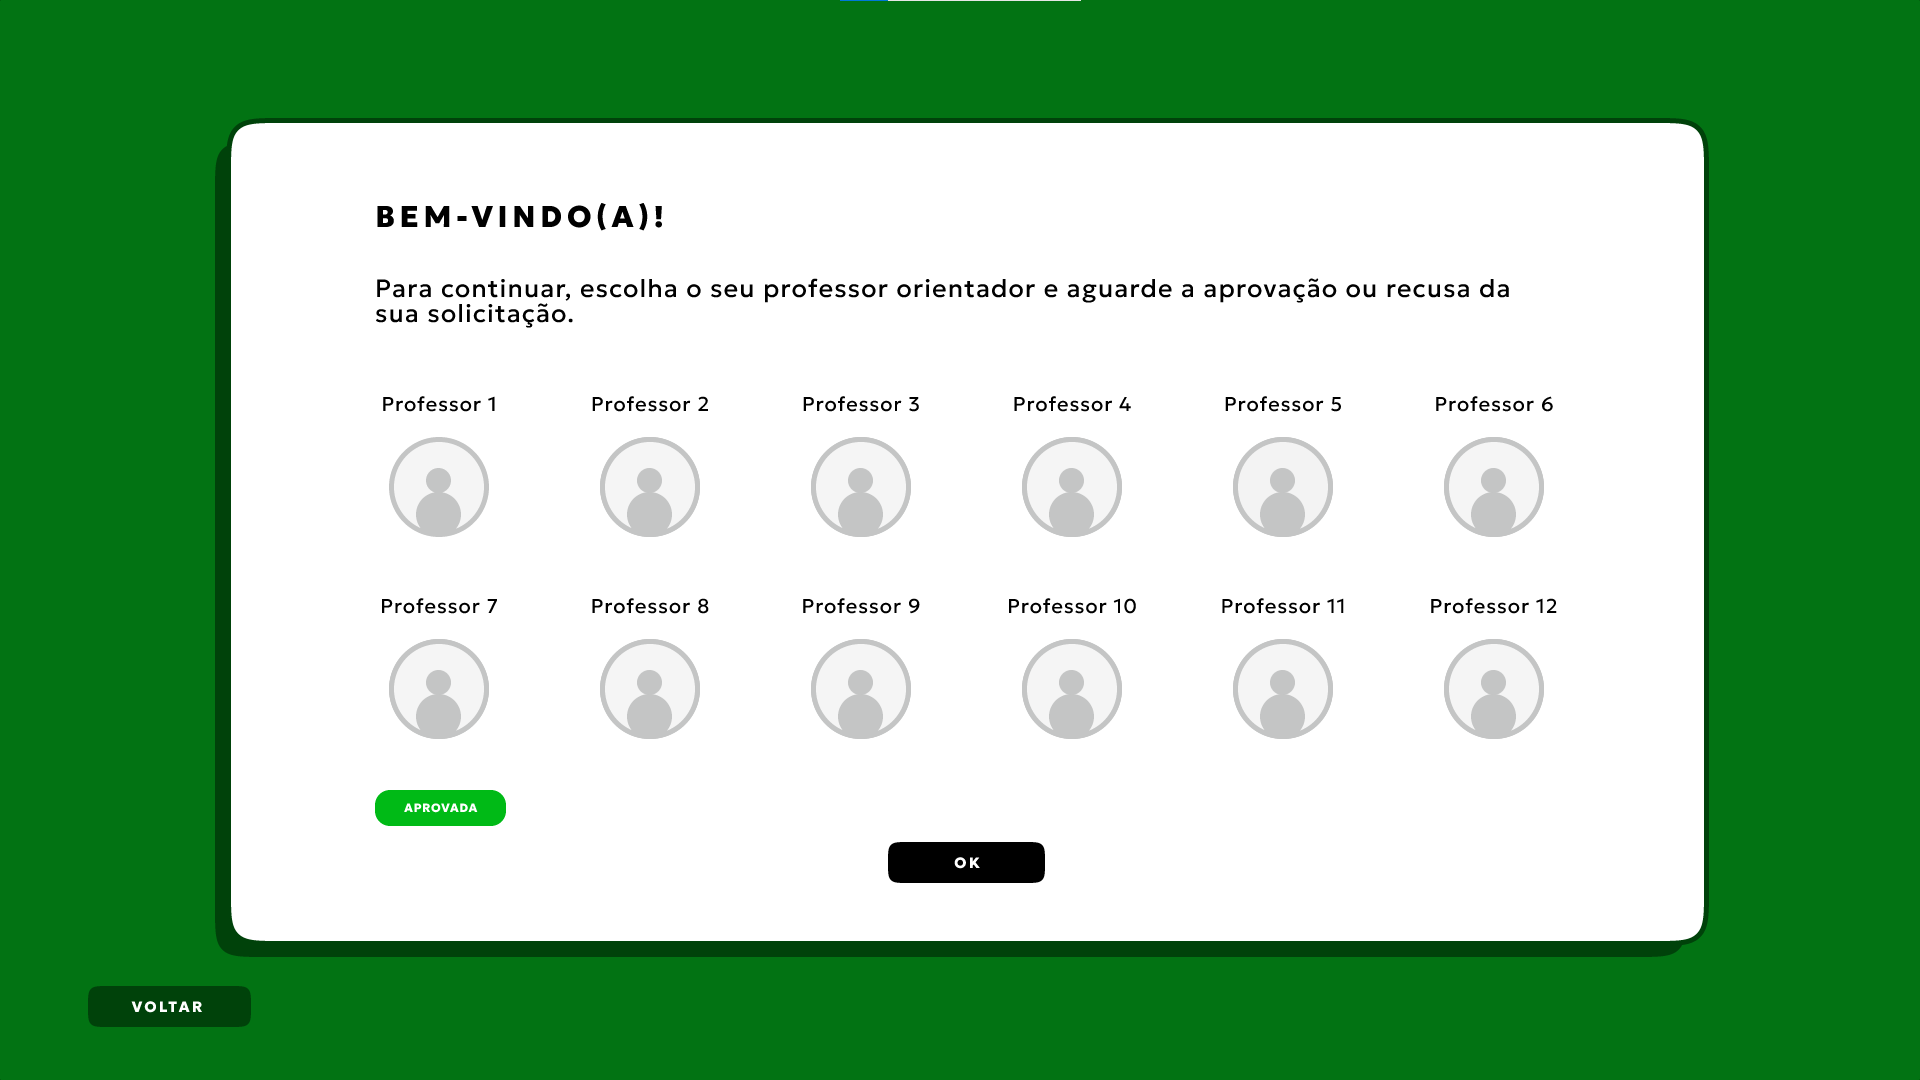 BEM-VINDO(A)!
Para continuar, escolha o seu professor orientador e aguarde a aprovação ou recusa da
sua solicitação.
Professor 1
Professor 2
Professor 3
Professor 4
Professor 5
Professor 6
Professor 7
Professor 8
Professor 9
Professor 10
Professor 11
Professor 12
APROVADA
OK
VOLTAR